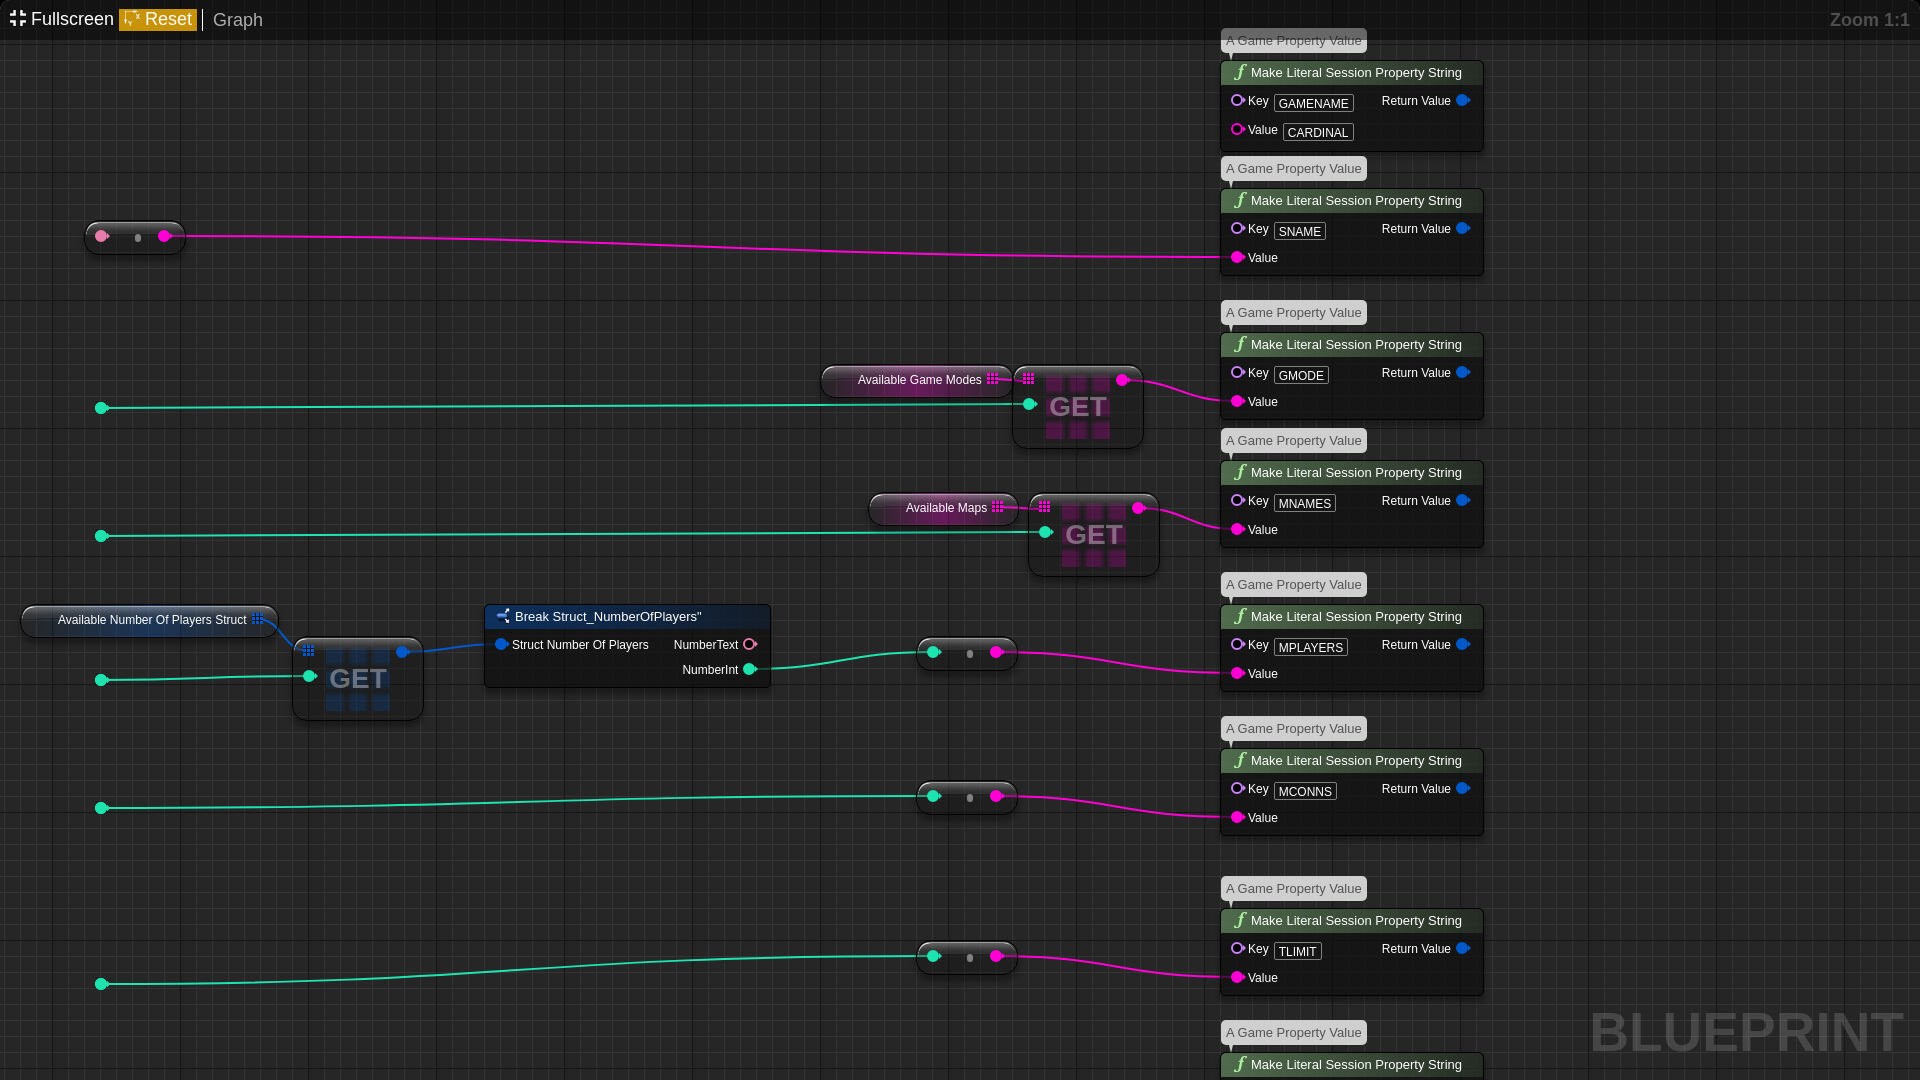 Fullscreen Reset Graph Zoom 1:1
A Game Property Value
Make Literal Session Property String
Key GAMENAME Return Value
Value CARDINAL
A Game Property Value
Make Literal Session Property String
Key SNAME Return Value
Value
A Game Property Value
Make Literal Session Property String
Key GMODE Return Value
Value
Available Game Modes
GET
A Game Property Value
Make Literal Session Property String
Key MNAMES Return Value
Value
Available Maps
GET
A Game Property Value
Make Literal Session Property String
Key MPLAYERS Return Value
Value
Available Number Of Players Struct
GET
Break Struct_NumberOfPlayers"
Struct Number Of Players NumberText
NumberInt
A Game Property Value
Make Literal Session Property String
Key MCONNS Return Value
Value
A Game Property Value
Make Literal Session Property String
Key TLIMIT Return Value
Value
A Game Property Value
Make Literal Session Property String
BLUEPRINT